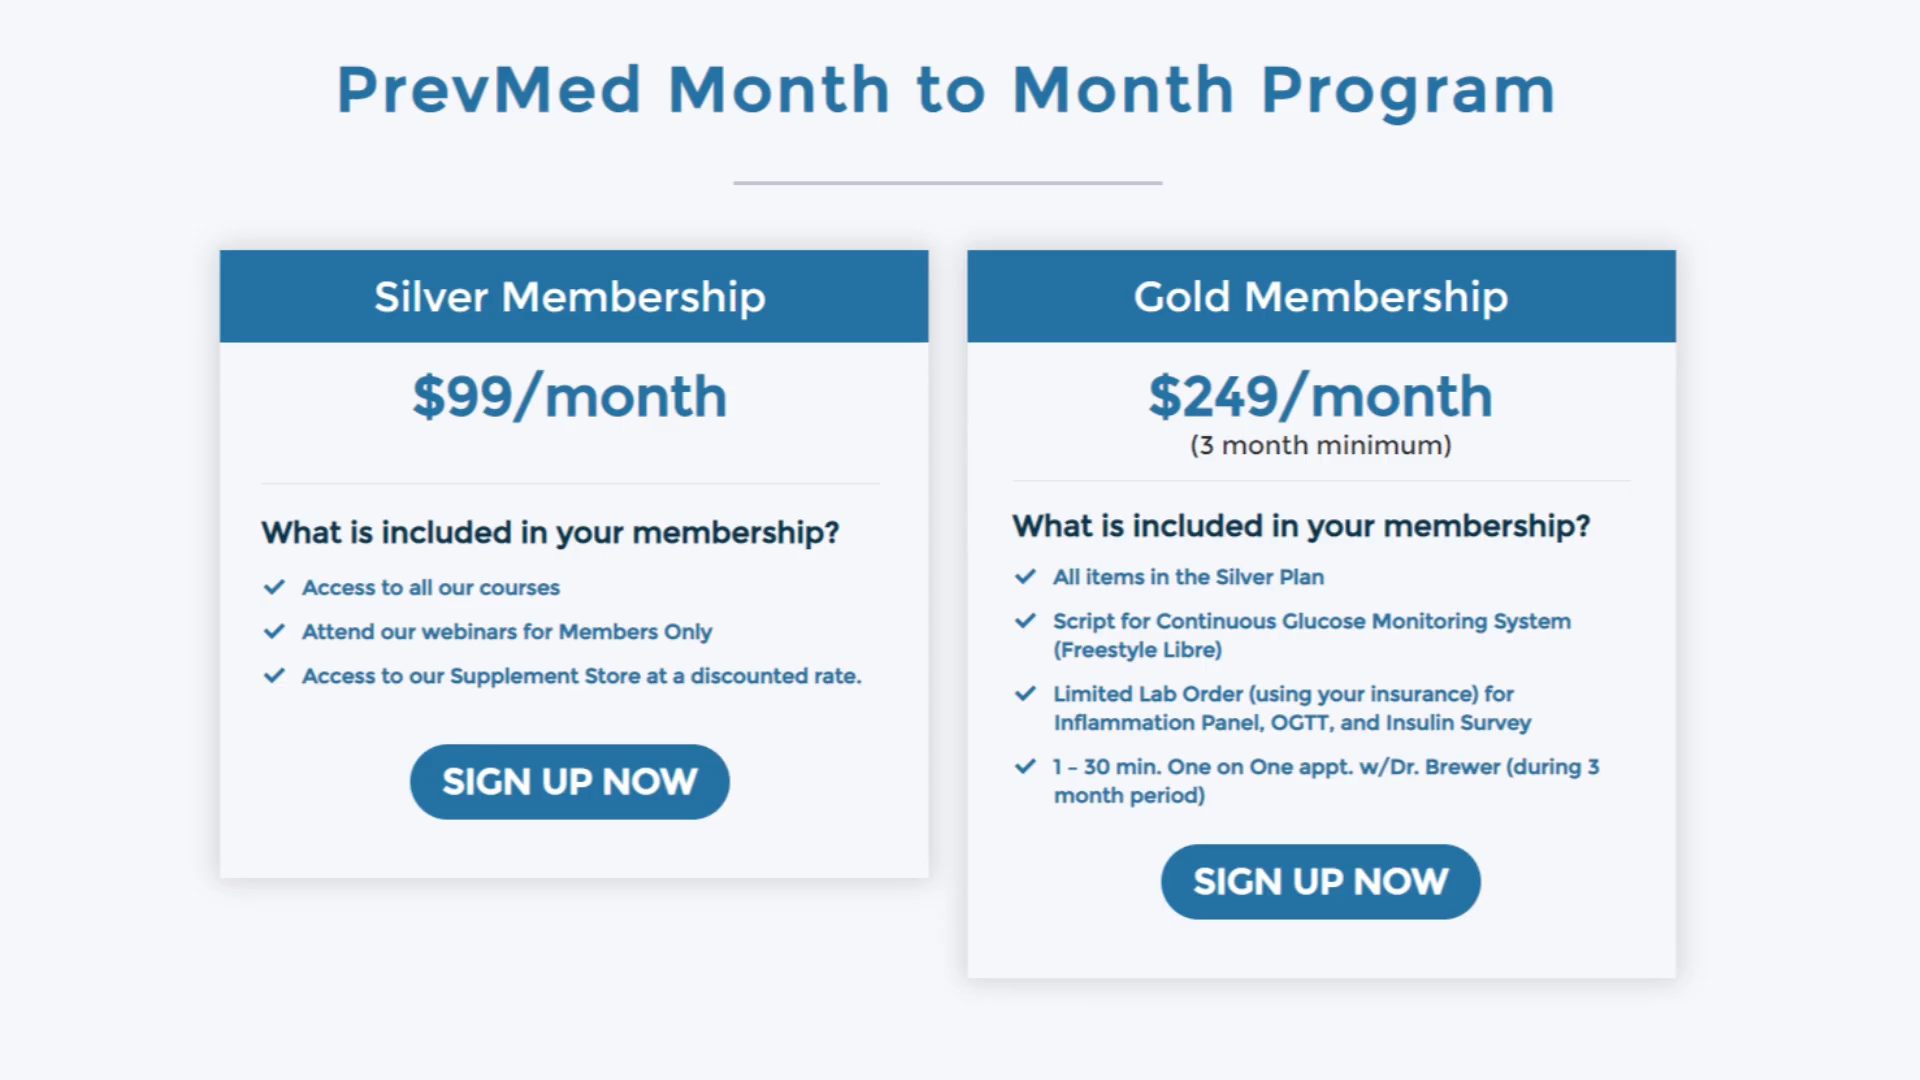 PrevMed Month to Month Program
Silver Membership
$99/month
What is included in your membership?
Access to all our courses
Attend our webinars for Members Only
Access to our Supplement Store at a discounted rate.
SIGN UP NOW
Gold Membership
$249/month
(3 month minimum)
What is included in your membership?
All items in the Silver Plan
Script for Continuous Glucose Monitoring System
(Freestyle Libre)
Limited Lab Order (using your insurance) for
Inflammation Panel, OGTT, and Insulin Survey
1 – 30 min. One on One appt. w/Dr. Brewer (during 3
month period)
SIGN UP NOW